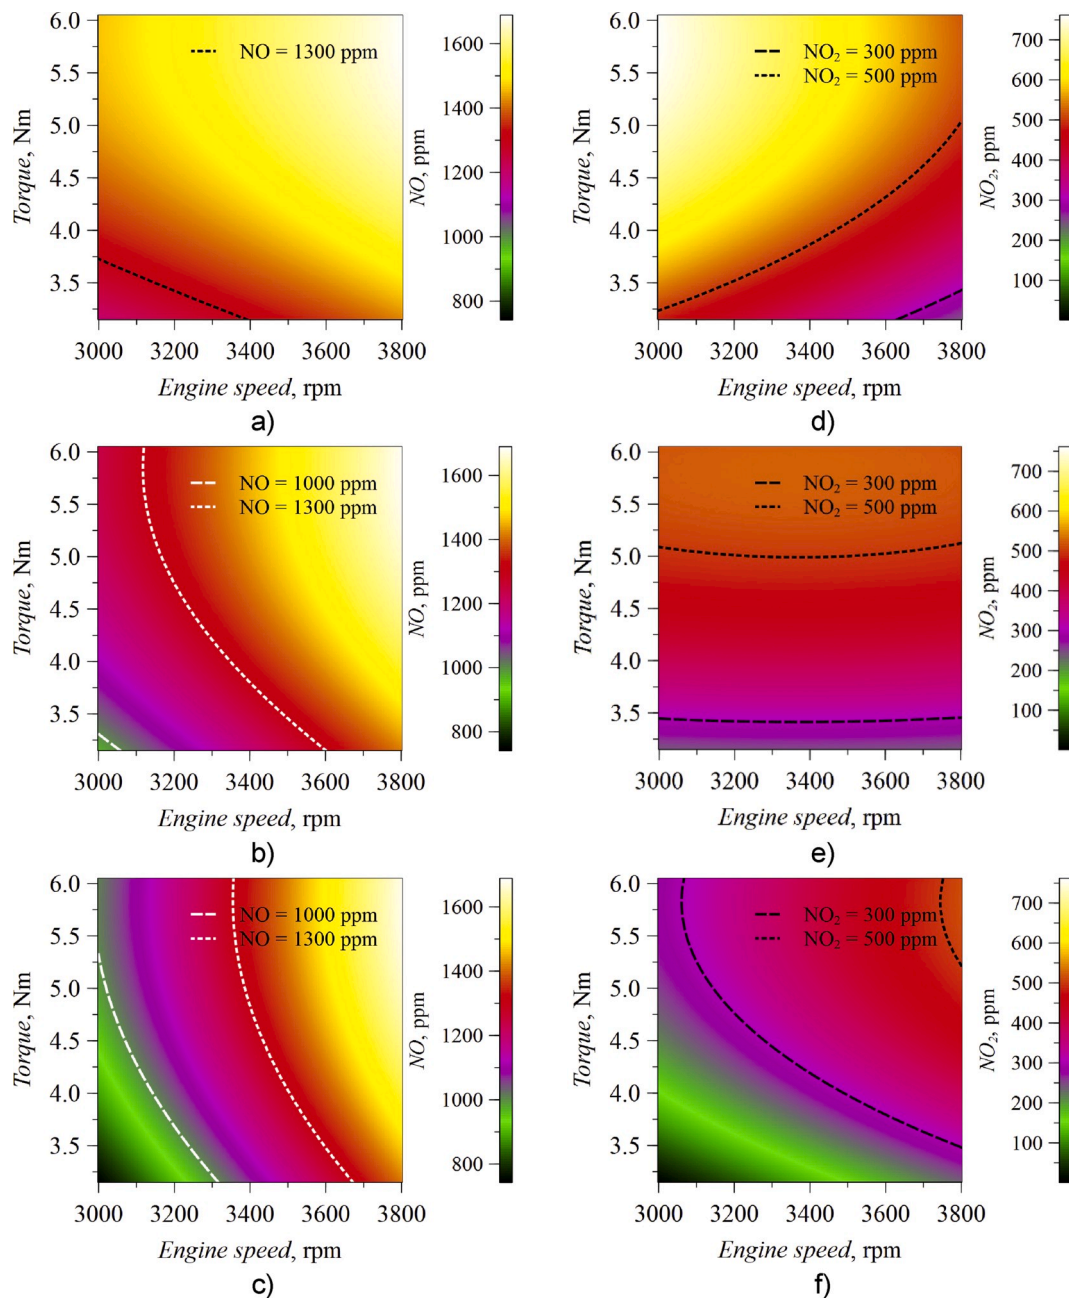 6.0
5.5
5.0
4.5
4.0
3.5
Torque, Nm
NO = 1300 ppm
3000 3200 3400 3600 3800
Engine speed, rpm
1600
1400
1200
1000
800
NO, ppm
a)
6.0
5.5
5.0
4.5
4.0
3.5
Torque, Nm
NO₂ = 300 ppm
NO₂ = 500 ppm
3000 3200 3400 3600 3800
Engine speed, rpm
700
600
500
400
300
200
100
NO₂, ppm
d)
6.0
5.5
5.0
4.5
4.0
3.5
Torque, Nm
NO = 1000 ppm
NO = 1300 ppm
3000 3200 3400 3600 3800
Engine speed, rpm
1600
1400
1200
1000
800
NO, ppm
b)
6.0
5.5
5.0
4.5
4.0
3.5
Torque, Nm
NO₂ = 300 ppm
NO₂ = 500 ppm
3000 3200 3400 3600 3800
Engine speed, rpm
700
600
500
400
300
200
100
NO₂, ppm
e)
6.0
5.5
5.0
4.5
4.0
3.5
Torque, Nm
NO = 1000 ppm
NO = 1300 ppm
3000 3200 3400 3600 3800
Engine speed, rpm
1600
1400
1200
1000
800
NO, ppm
c)
6.0
5.5
5.0
4.5
4.0
3.5
Torque, Nm
NO₂ = 300 ppm
NO₂ = 500 ppm
3000 3200 3400 3600 3800
Engine speed, rpm
700
600
500
400
300
200
100
NO₂, ppm
f)